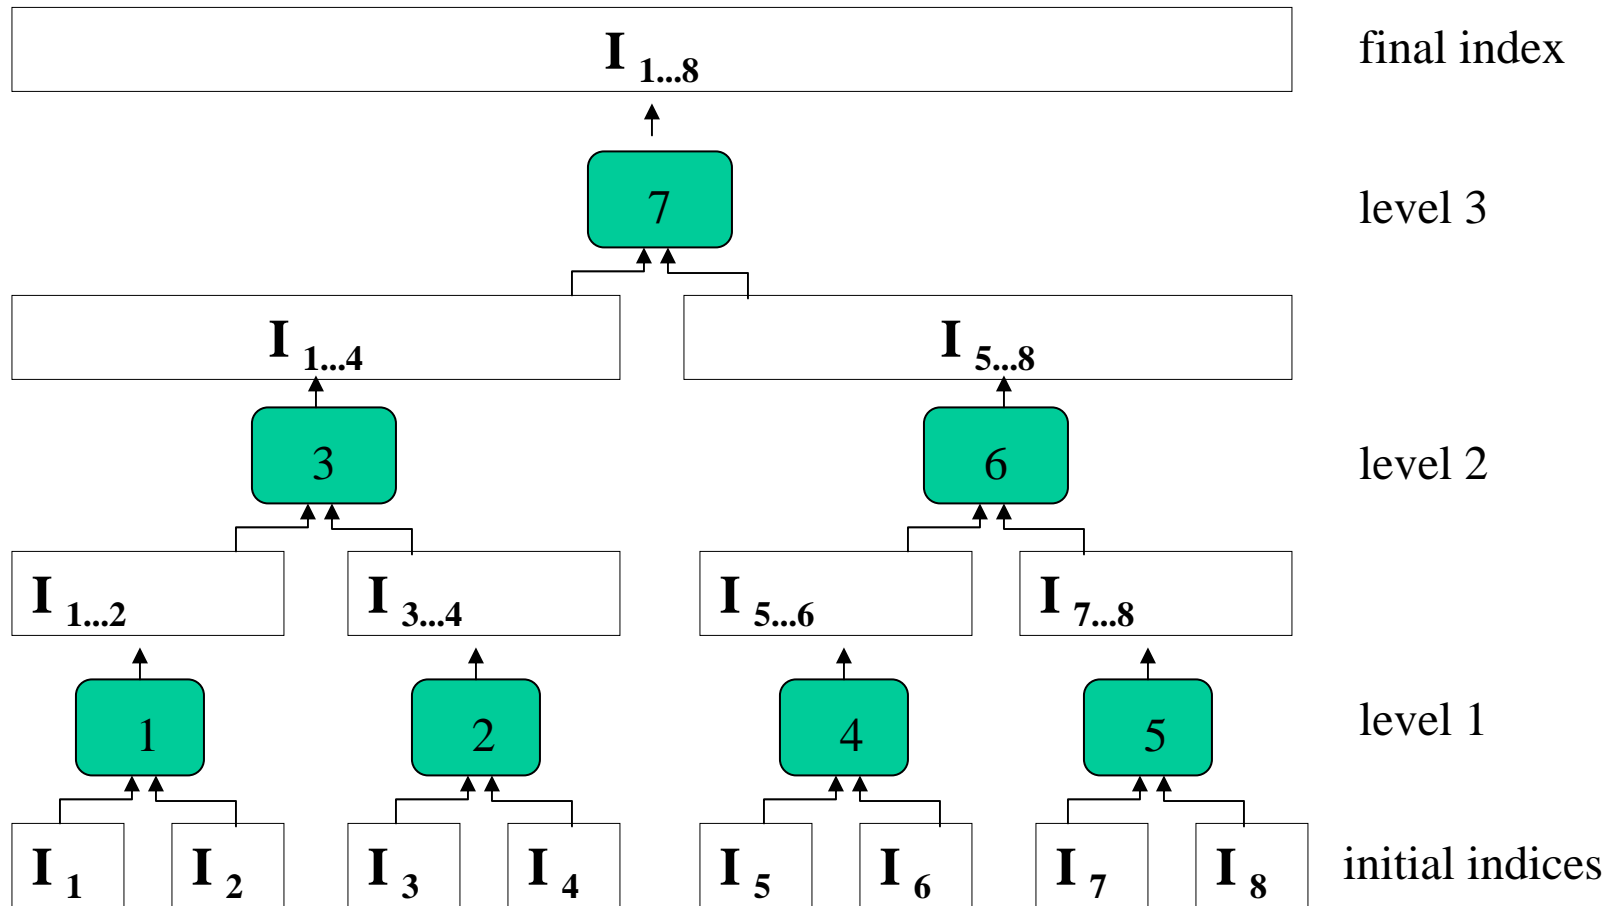 I 1...8 final index
7 level 3
I 1...4 I 5...8
3 6 level 2
I 1...2 I 3...4 I 5...6 I 7...8
1 2 4 5 level 1
I 1 I 2 I 3 I 4 I 5 I 6 I 7 I 8 initial indices